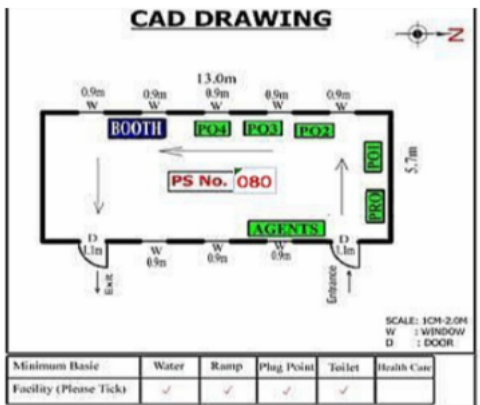 CAD DRAWING
N
13.0m
0.9m 0.9m 0.9m 0.9m 0.9m
W W W W W
BOOTH PO4 PO3 PO2
PO1
5.7m
PS No. 080
PRO
AGENTS
D W W W D
1.1m 0.9m 0.9m 0.9m 1.1m
Exit
Entrance
SCALE: 1CM-2.0M
W : WINDOW
D : DOOR
Minimum Basic Water Ramp Plug Point Toilet Health Care
Facility (Please Tick) ✓ ✓ ✓ ✓